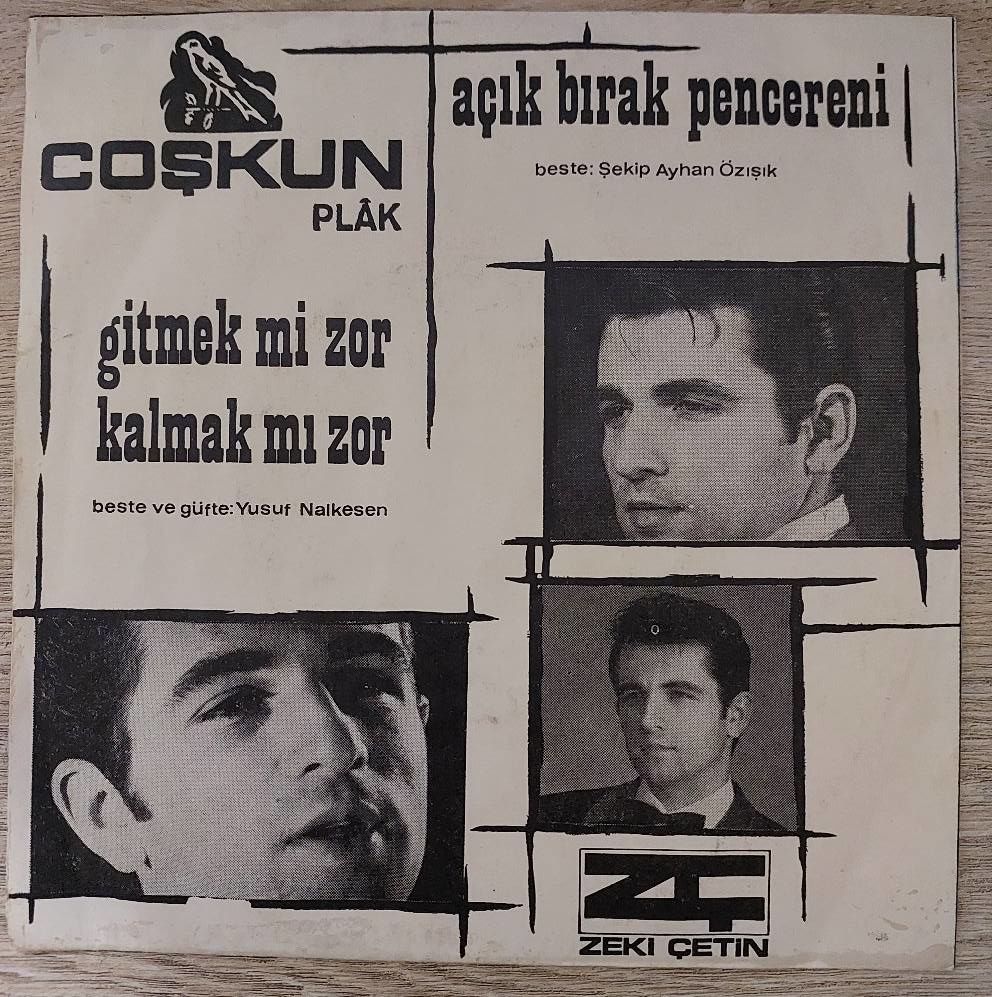 COŞKUN
PLÂK
açık bırak pencereni
beste: Şekip Ayhan Özışık
gitmek mi zor
kalmak mı zor
beste ve güfte: Yusuf Nalkesen
ZÇ
ZEKİ ÇETİN